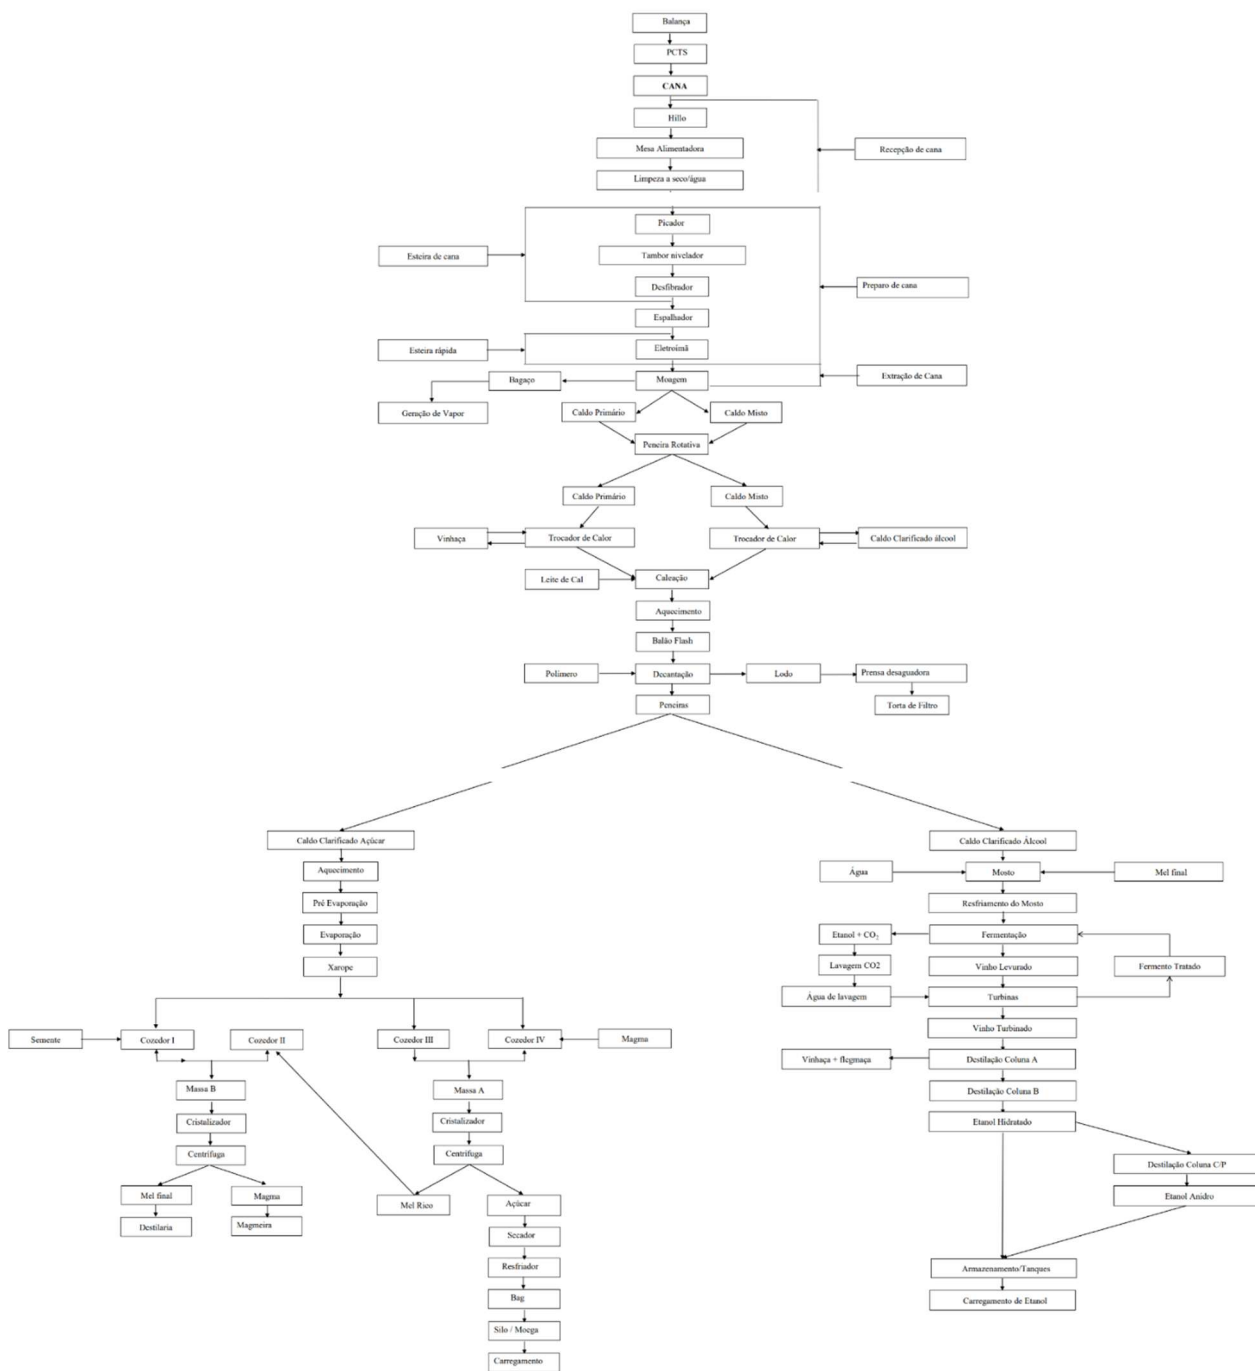 Balança
PCTS
CANA
Hillo
Mesa Alimentadora
Recepção de cana
Limpeza a seco/água
Picador
Esteira de cana
Tambor nivelador
Desfibrador
Preparo de cana
Espalhador
Esteira rápida
Eletroimã
Extração de Cana
Bagaço
Moagem
Geração de Vapor
Caldo Primário
Caldo Misto
Peneira Rotativa
Caldo Primário
Caldo Misto
Vinhaça
Trocador de Calor
Trocador de Calor
Caldo Clarificado álcool
Leite de Cal
Caleação
Aquecimento
Balão Flash
Polímero
Decantação
Lodo
Prensa desaguadora
Peneiras
Torta de Filtro
Caldo Clarificado Açúcar
Aquecimento
Pré Evaporação
Evaporação
Xarope
Semente
Cozedor I
Cozedor II
Cozedor III
Cozedor IV
Magma
Massa B
Massa A
Cristalizador
Cristalizador
Centrífuga
Centrífuga
Mel final
Magma
Mel Rico
Açúcar
Destilaria
Magmeira
Secador
Resfriador
Bag
Silo / Moega
Carregamento
Caldo Clarificado Álcool
Água
Mosto
Mel final
Resfriamento do Mosto
Etanol + CO₂
Fermentação
Lavagem CO2
Vinho Levurado
Fermento Tratado
Água de lavagem
Turbinas
Vinho Turbinado
Vinhaça + flegmaça
Destilação Coluna A
Destilação Coluna B
Etanol Hidratado
Destilação Coluna C/P
Etanol Anidro
Armazenamento/Tanques
Carregamento de Etanol